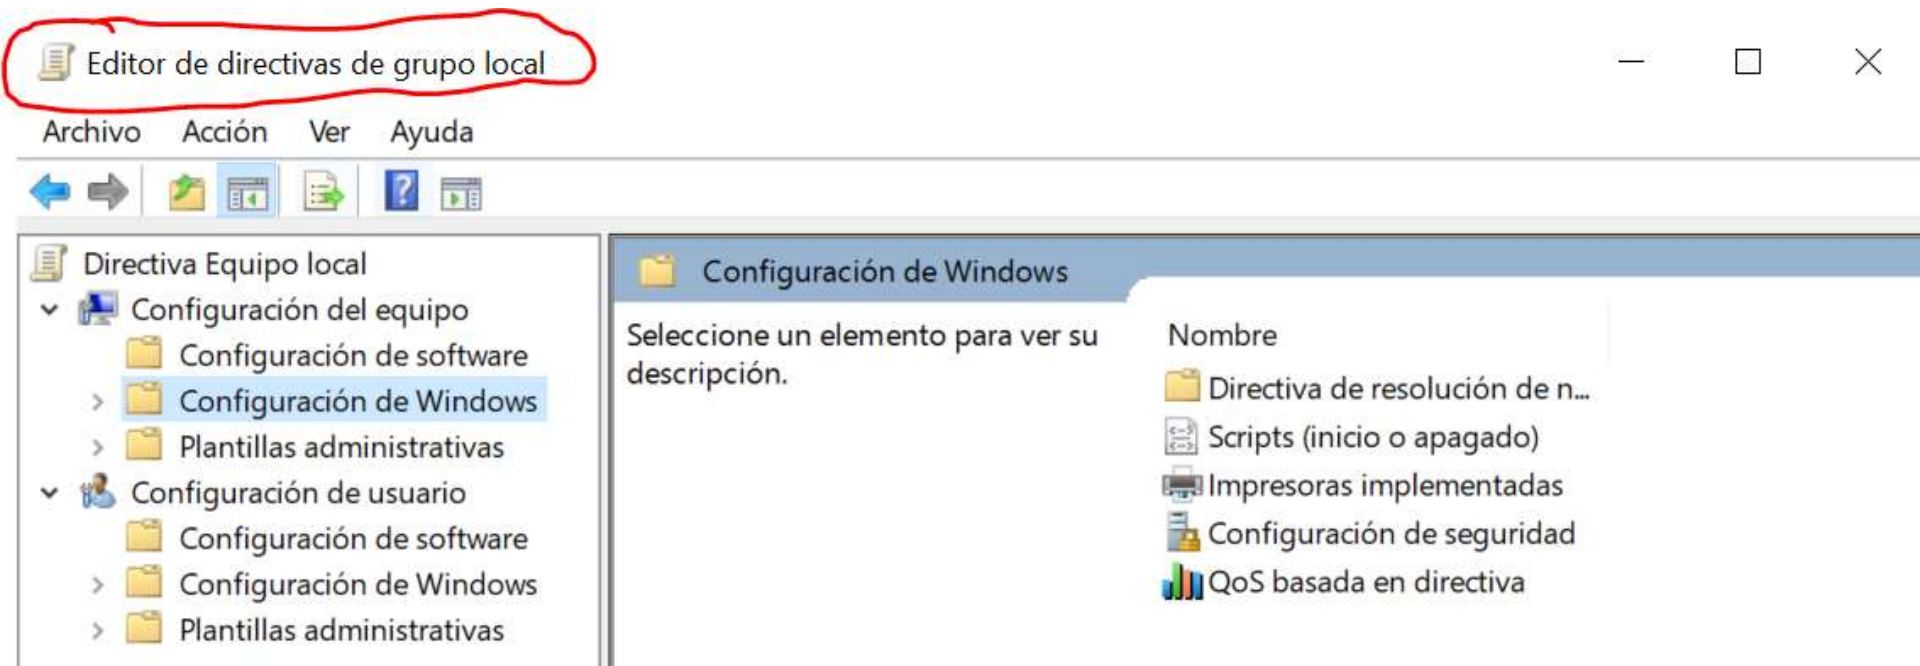 Editor de directivas de grupo local
Archivo Acción Ver Ayuda
Directiva Equipo local
Configuración del equipo
Configuración de software
Configuración de Windows
Plantillas administrativas
Configuración de usuario
Configuración de software
Configuración de Windows
Plantillas administrativas
Configuración de Windows
Seleccione un elemento para ver su
descripción.
Nombre
Directiva de resolución de n...
Scripts (inicio o apagado)
Impresoras implementadas
Configuración de seguridad
QoS basada en directiva